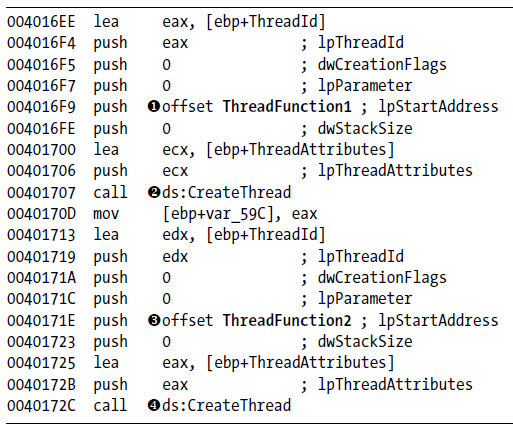 004016EE lea eax, [ebp+ThreadId]
004016F4 push eax ; lpThreadId
004016F5 push 0 ; dwCreationFlags
004016F7 push 0 ; lpParameter
004016F9 push ❶offset ThreadFunction1 ; lpStartAddress
004016FE push 0 ; dwStackSize
00401700 lea ecx, [ebp+ThreadAttributes]
00401706 push ecx ; lpThreadAttributes
00401707 call ❷ds:CreateThread
0040170D mov [ebp+var_59C], eax
00401713 lea edx, [ebp+ThreadId]
00401719 push edx ; lpThreadId
0040171A push 0 ; dwCreationFlags
0040171C push 0 ; lpParameter
0040171E push ❸offset ThreadFunction2 ; lpStartAddress
00401723 push 0 ; dwStackSize
00401725 lea eax, [ebp+ThreadAttributes]
0040172B push eax ; lpThreadAttributes
0040172C call ❹ds:CreateThread